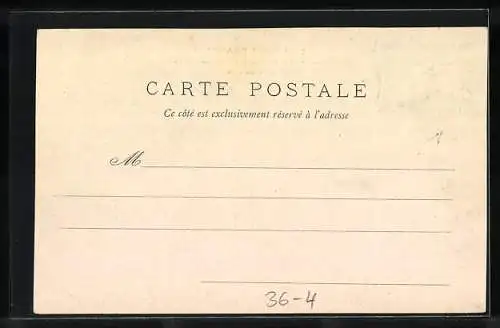 CARTE POSTALE
Ce côté est exclusivement réservé à l'adresse
M
36-4